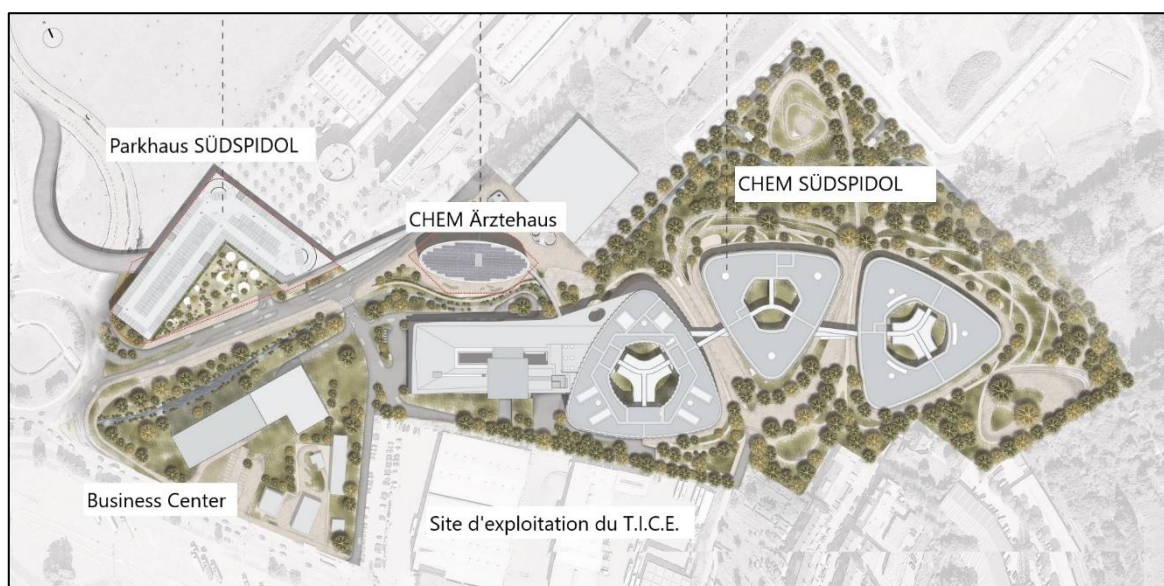 Parkhaus SÜDSPIDOL
CHEM Ärztehaus
CHEM SÜDSPIDOL
Business Center
Site d'exploitation du T.I.C.E.